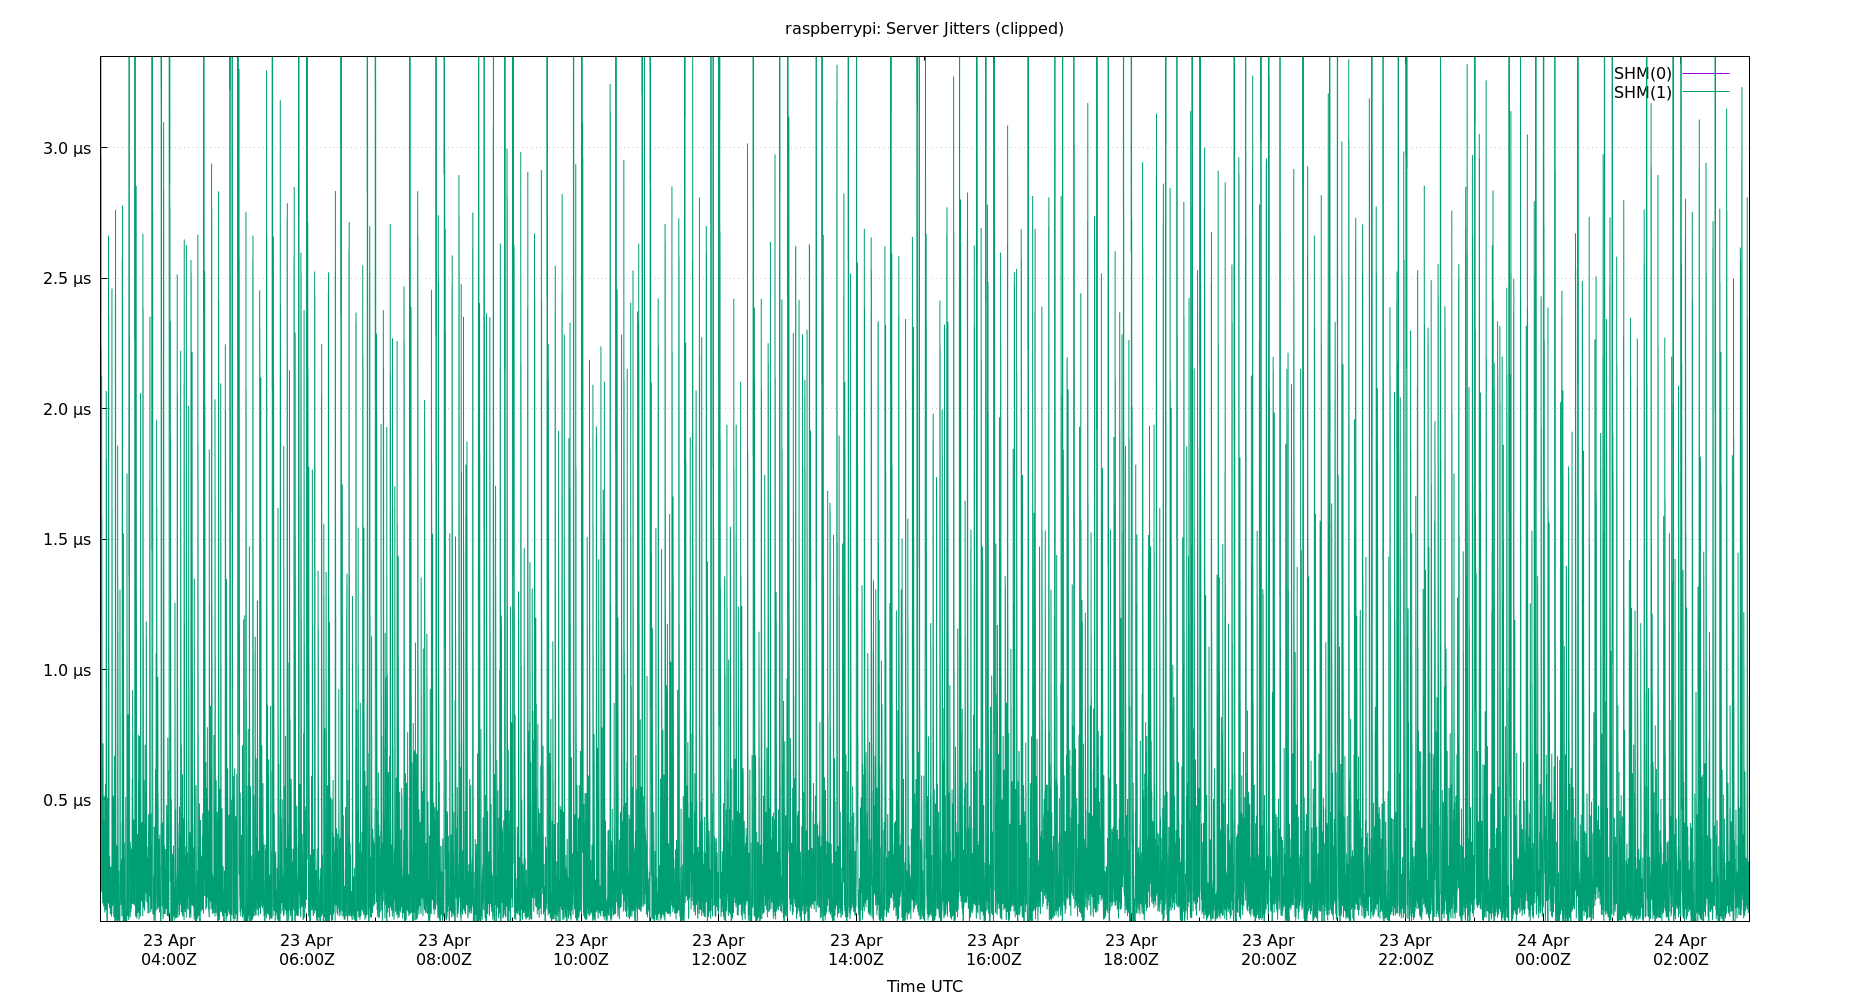 raspberrypi: Server Jitters (clipped)
SHM(0)
SHM(1)
3.0 µs
2.5 µs
2.0 µs
1.5 µs
1.0 µs
0.5 µs
23 Apr 23 Apr 23 Apr 23 Apr 23 Apr 23 Apr 23 Apr 23 Apr 23 Apr 23 Apr 24 Apr 24 Apr
04:00Z 06:00Z 08:00Z 10:00Z 12:00Z 14:00Z 16:00Z 18:00Z 20:00Z 22:00Z 00:00Z 02:00Z
Time UTC